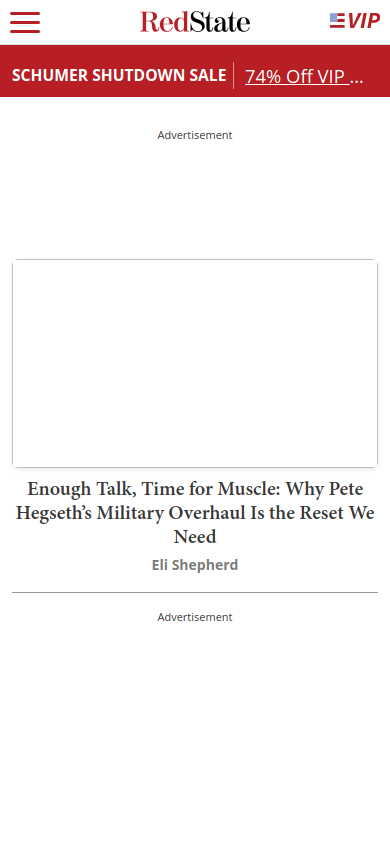 RedState
VIP
SCHUMER SHUTDOWN SALE
74% Off VIP ...
Advertisement
Enough Talk, Time for Muscle: Why Pete
Hegseth’s Military Overhaul Is the Reset We
Need
Eli Shepherd
Advertisement